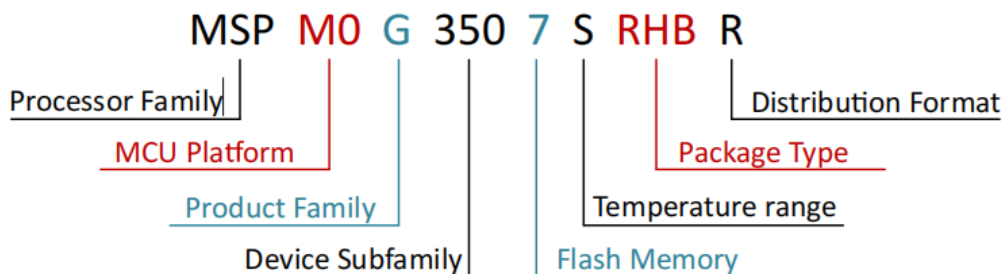 MSP M0 G 350 7 S RHB R
Processor Family Distribution Format
MCU Platform Package Type
Product Family Temperature range
Device Subfamily Flash Memory